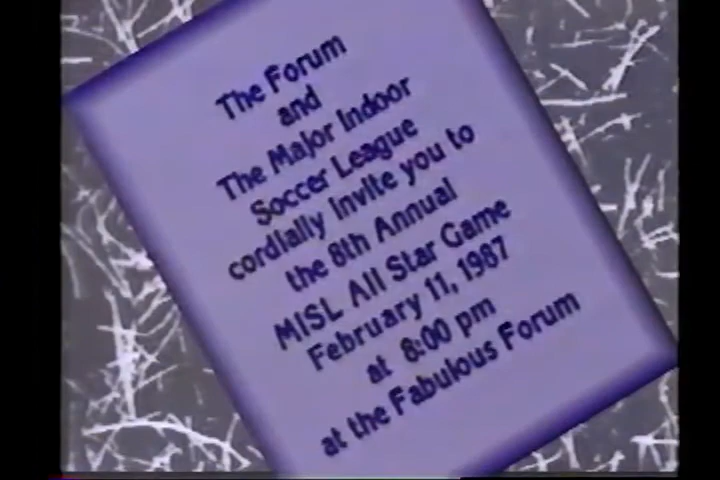 The Forum
and
The Major Indoor
Soccer League
cordially invite you to
the 8th Annual
MISL All Star Game
February 11, 1987
at 8:00 pm
at the Fabulous Forum